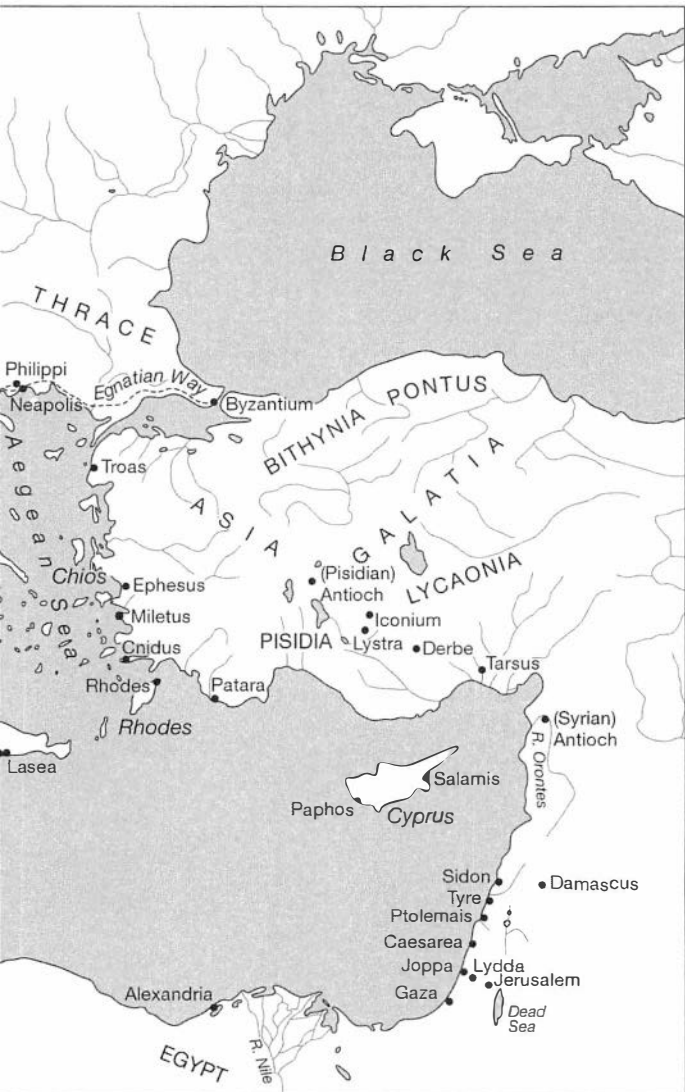 Black Sea
THRACE
Philippi
Egnatian Way
Neapolis
Byzantium
PONTUS
BITHYNIA
Troas
Aegean Sea
ASIA
GALATIA
(Pisidian)
Antioch
LYCAONIA
Chios
Ephesus
Miletus
Iconium
PISIDIA
Lystra
Derbe
Cnidus
Tarsus
Rhodes
Patara
Rhodes
(Syrian)
Antioch
R. Orontes
Lasea
Salamis
Paphos
Cyprus
Sidon
Damascus
Tyre
Ptolemais
Caesarea
Joppa
Lydda
Jerusalem
Gaza
Alexandria
Dead
Sea
EGYPT
R. Nile